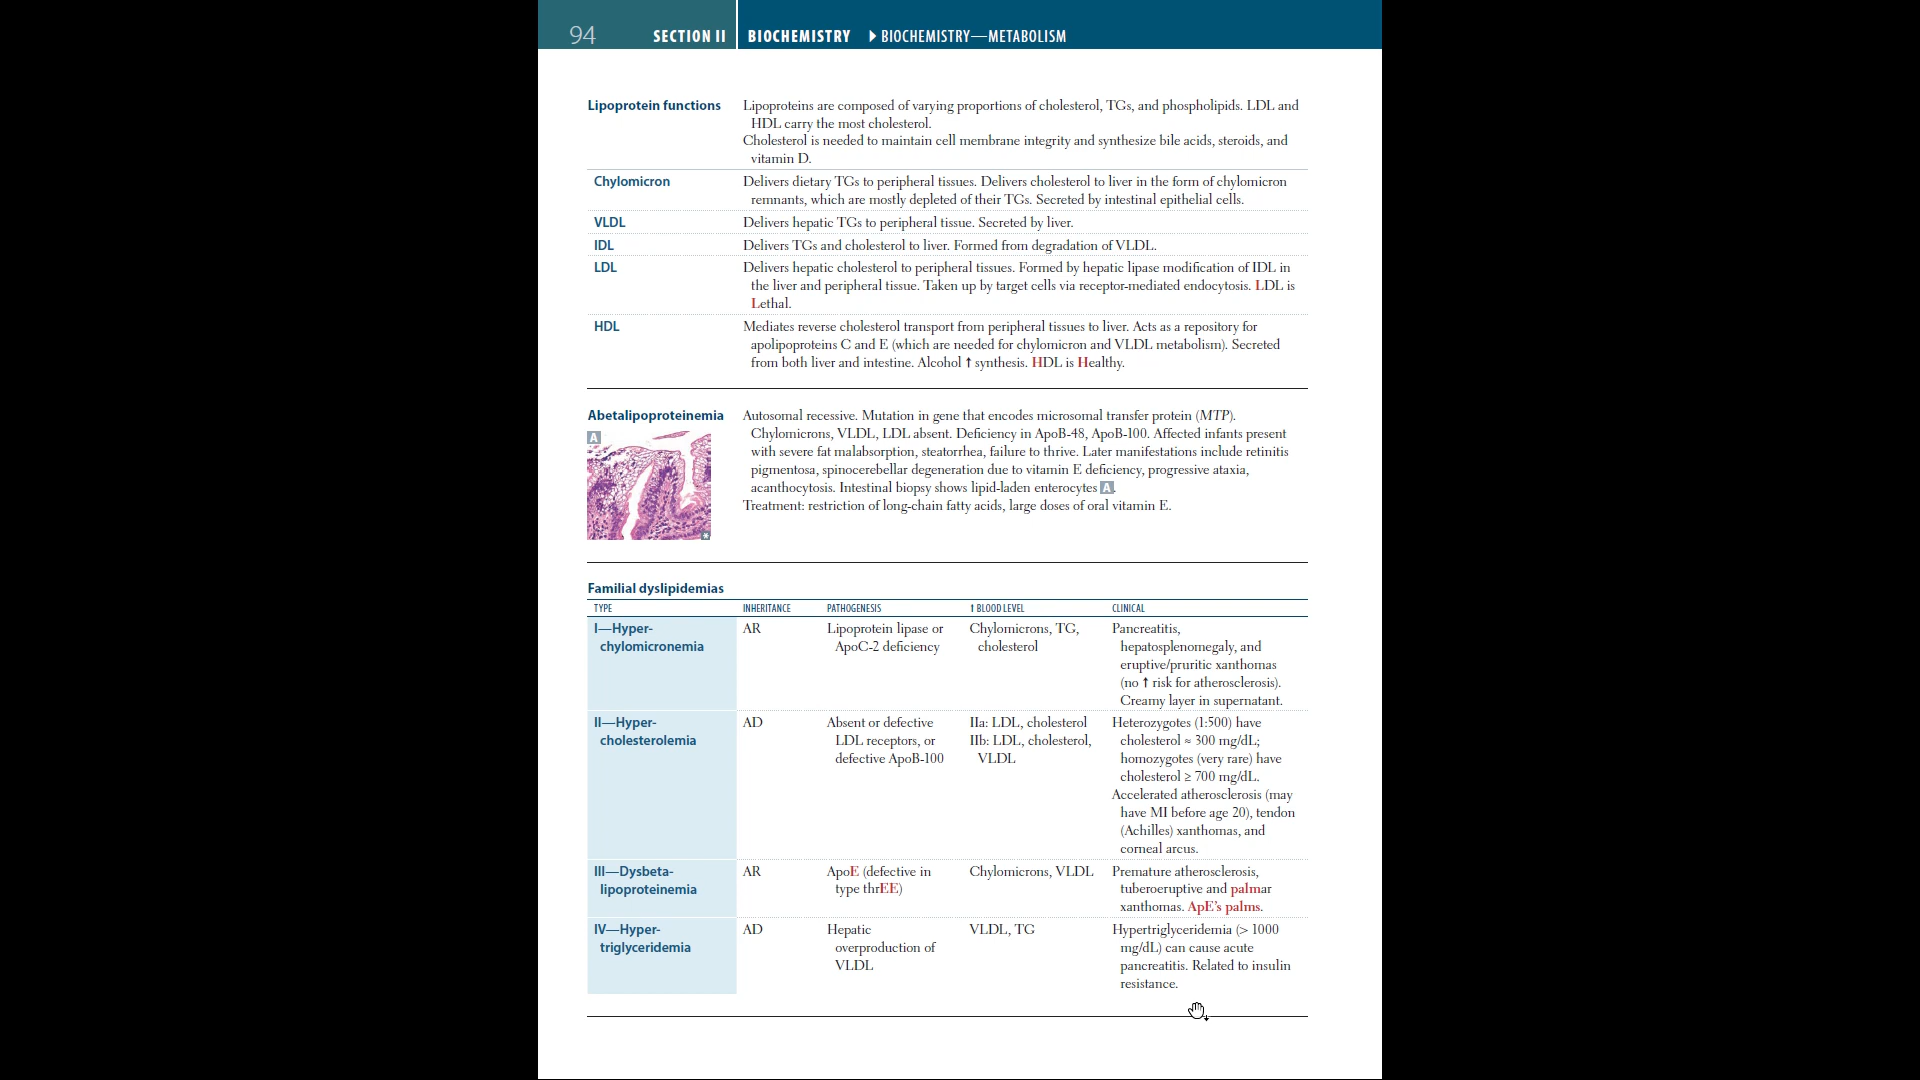 94 SECTION II BIOCHEMISTRY ▶ BIOCHEMISTRY—METABOLISM
Lipoprotein functions Lipoproteins are composed of varying proportions of cholesterol, TGs, and phospholipids. LDL and
HDL carry the most cholesterol.
Cholesterol is needed to maintain cell membrane integrity and synthesize bile acids, steroids, and
vitamin D.
Chylomicron Delivers dietary TGs to peripheral tissues. Delivers cholesterol to liver in the form of chylomicron
remnants, which are mostly depleted of their TGs. Secreted by intestinal epithelial cells.
VLDL Delivers hepatic TGs to peripheral tissue. Secreted by liver.
IDL Delivers TGs and cholesterol to liver. Formed from degradation of VLDL.
LDL Delivers hepatic cholesterol to peripheral tissues. Formed by hepatic lipase modification of IDL in
the liver and peripheral tissue. Taken up by target cells via receptor-mediated endocytosis. LDL is
Lethal.
HDL Mediates reverse cholesterol transport from peripheral tissues to liver. Acts as a repository for
apolipoproteins C and E (which are needed for chylomicron and VLDL metabolism). Secreted
from both liver and intestine. Alcohol ↑ synthesis. HDL is Healthy.
Abetalipoproteinemia Autosomal recessive. Mutation in gene that encodes microsomal transfer protein (MTP).
A
Chylomicrons, VLDL, LDL absent. Deficiency in ApoB-48, ApoB-100. Affected infants present
with severe fat malabsorption, steatorrhea, failure to thrive. Later manifestations include retinitis
pigmentosa, spinocerebellar degeneration due to vitamin E deficiency, progressive ataxia,
acanthocytosis. Intestinal biopsy shows lipid-laden enterocytes A.
Treatment: restriction of long-chain fatty acids, large doses of oral vitamin E.
Familial dyslipidemias
TYPE INHERITANCE PATHOGENESIS ↑ BLOOD LEVEL CLINICAL
I—Hyper-
chylomicronemia
AR
Lipoprotein lipase or
ApoC-2 deficiency
Chylomicrons, TG,
cholesterol
Pancreatitis,
hepatosplenomegaly, and
eruptive/pruritic xanthomas
(no ↑ risk for atherosclerosis).
Creamy layer in supernatant.
II—Hyper-
cholesterolemia
AD
Absent or defective
LDL receptors, or
defective ApoB-100
IIa: LDL, cholesterol
IIb: LDL, cholesterol,
VLDL
Heterozygotes (1:500) have
cholesterol ≈ 300 mg/dL;
homozygotes (very rare) have
cholesterol ≥ 700 mg/dL.
Accelerated atherosclerosis (may
have MI before age 20), tendon
(Achilles) xanthomas, and
corneal arcus.
III—Dysbeta-
lipoproteinemia
AR
ApoE (defective in
type thrEE)
Chylomicrons, VLDL
Premature atherosclerosis,
tuberoeruptive and palmar
xanthomas. ApE's palms.
IV—Hyper-
triglyceridemia
AD
Hepatic
overproduction of
VLDL
VLDL, TG
Hypertriglyceridemia (> 1000
mg/dL) can cause acute
pancreatitis. Related to insulin
resistance.